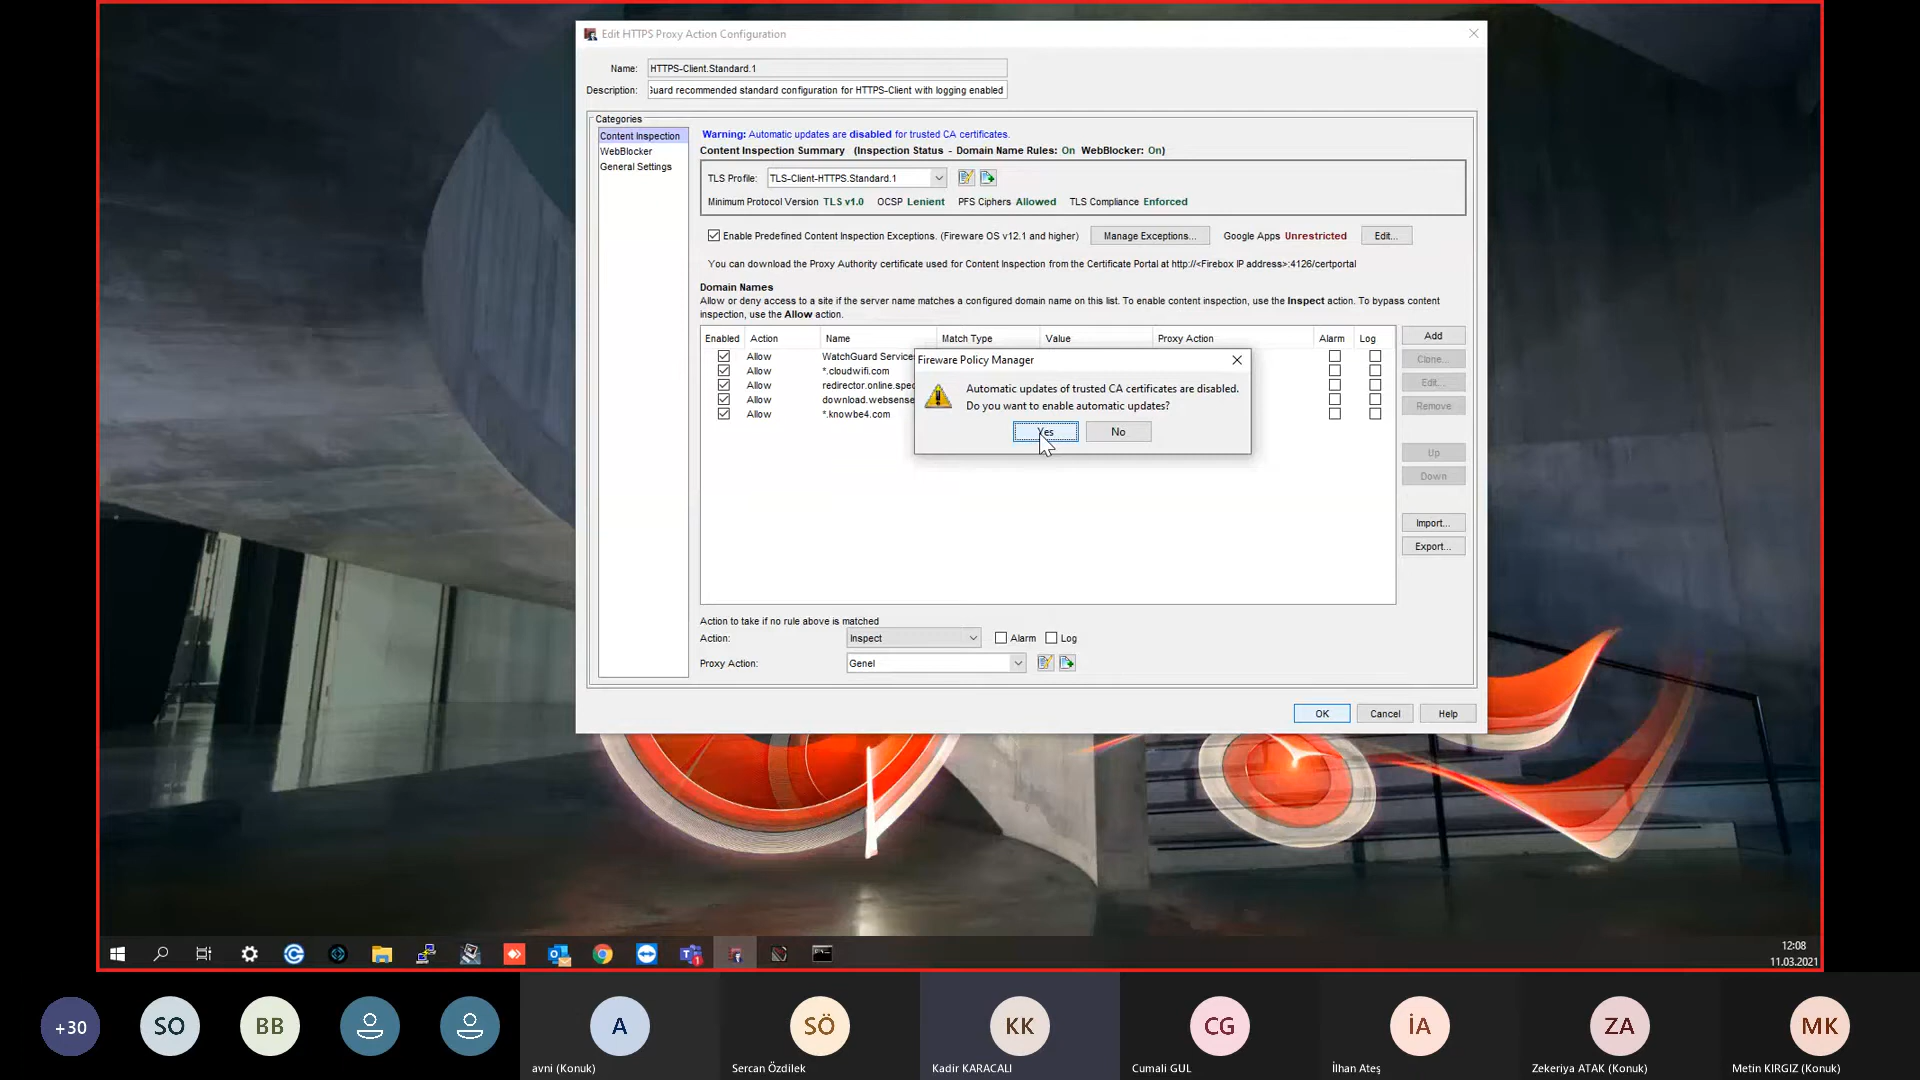 Edit HTTPS Proxy Action Configuration
Name: HTTPS-Client.Standard.1
Description: Guard recommended standard configuration for HTTPS-Client with logging enabled
Categories
Content Inspection
WebBlocker
General Settings
Warning: Automatic updates are disabled for trusted CA certificates.
Content Inspection Summary (Inspection Status - Domain Name Rules: On WebBlocker: On)
TLS Profile: TLS-Client-HTTPS.Standard.1
Minimum Protocol Version TLS v1.0 OCSP Lenient PFS Ciphers Allowed TLS Compliance Enforced
Enable Predefined Content Inspection Exceptions. (Fireware OS v12.1 and higher) Manage Exceptions... Google Apps Unrestricted Edit...
You can download the Proxy Authority certificate used for Content Inspection from the Certificate Portal at http://<Firebox IP address>:4126/certportal
Domain Names
Allow or deny access to a site if the server name matches a configured domain name on this list. To enable content inspection, use the Inspect action. To bypass content
inspection, use the Allow action.
Enabled Action Name Match Type Value Proxy Action Alarm Log
Allow WatchGuard Services
Allow *.cloudwifi.com
Allow redirector.online.spec
Allow download.websense
Allow *.knowbe4.com
Add
Clone...
Edit...
Remove
Up
Down
Import...
Export...
Fireware Policy Manager
Automatic updates of trusted CA certificates are disabled.
Do you want to enable automatic updates?
Yes No
Action to take if no rule above is matched
Action: Inspect Alarm Log
Proxy Action: Genel
OK Cancel Help
12:08
11.03.2021
+30 SO BB A SÖ KK CG İA ZA MK
avni (Konuk) Sercan Özdilek Kadir KARACALI Cumali GUL İlhan Ateş Zekeriya ATAK (Konuk) Metin KIRGIZ (Konuk)